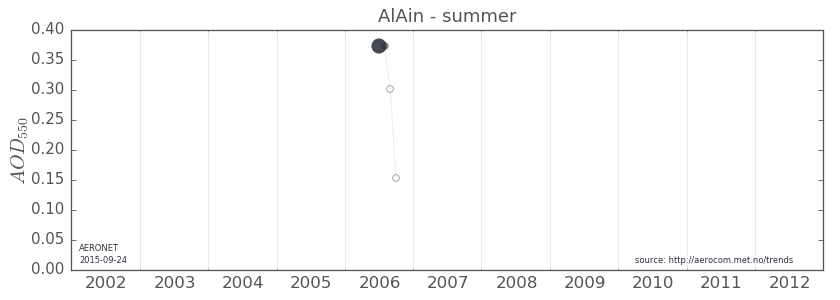 AlAin - summer
0.40
0.35
0.30
0.25
0.20
0.15
0.10
0.05
0.00
AOD550
AERONET
2015-09-24
source: http://aerocom.met.no/trends
2002 2003 2004 2005 2006 2007 2008 2009 2010 2011 2012